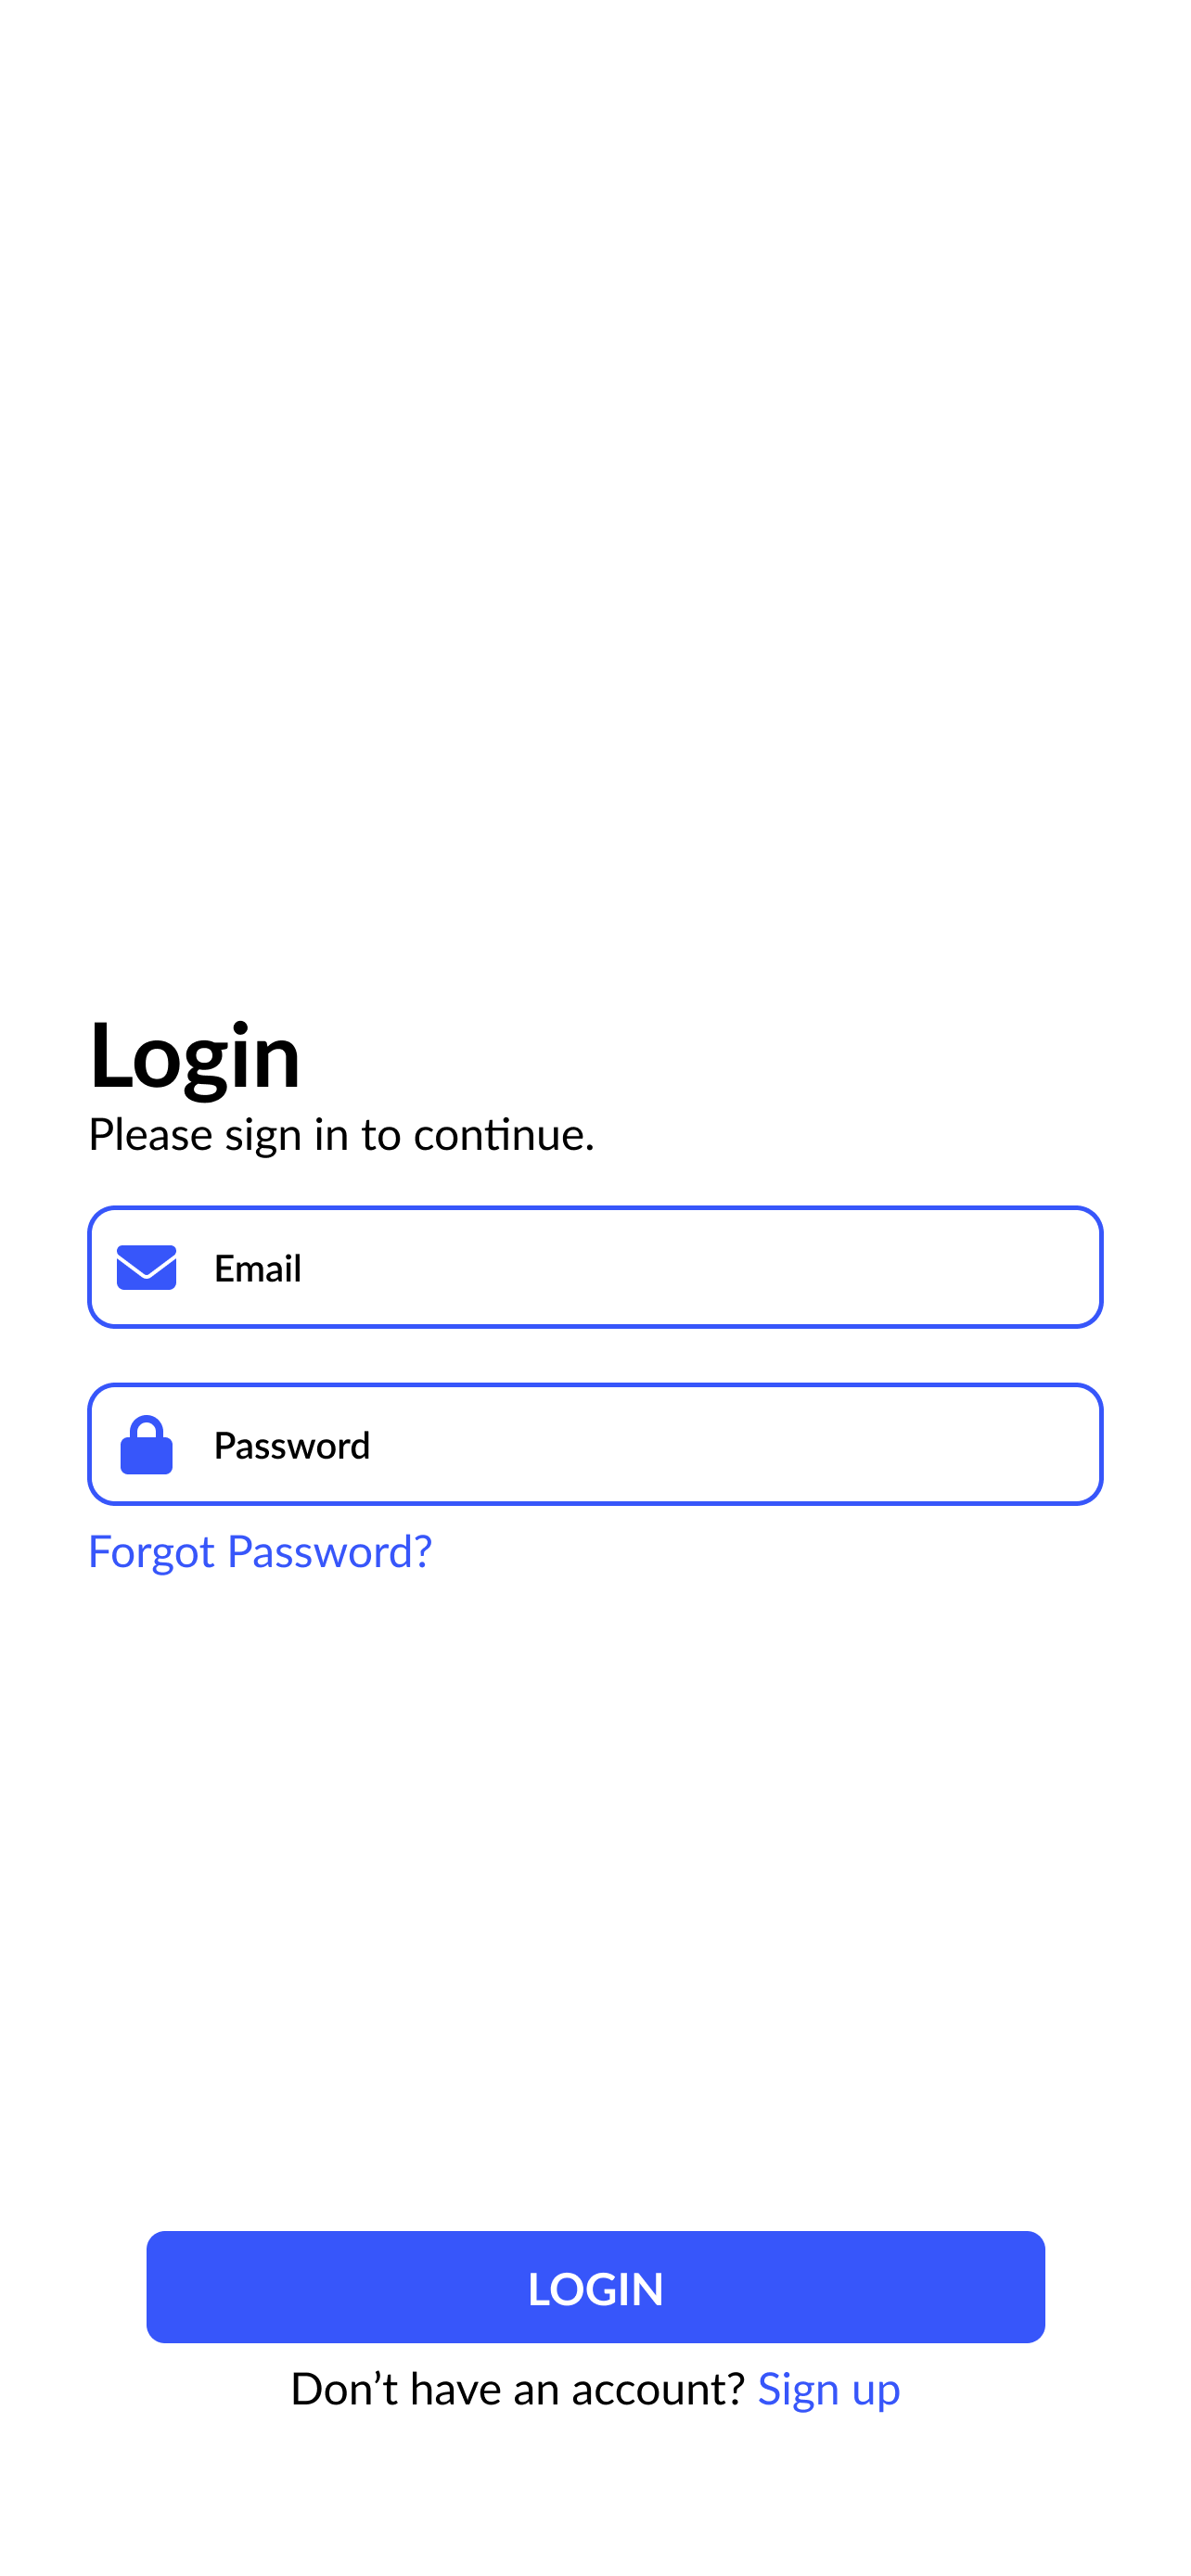 Login
Please sign in to continue.
Email
Password
Forgot Password?
LOGIN
Don’t have an account? Sign up